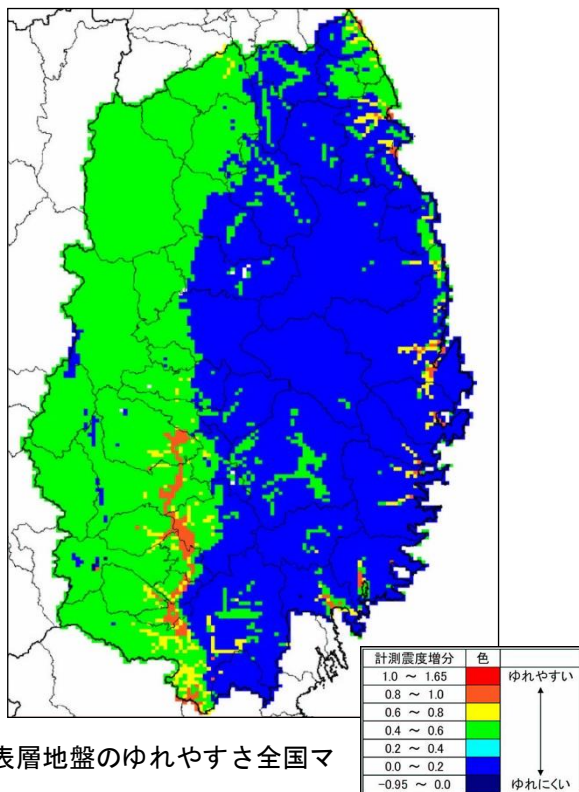 計測震度増分 色
1.0 ～ 1.65 ゆれやすい
0.8 ～ 1.0
0.6 ～ 0.8
0.4 ～ 0.6
0.2 ～ 0.4
0.0 ～ 0.2
-0.95 ～ 0.0 ゆれにくい
表層地盤のゆれやすさ全国マ